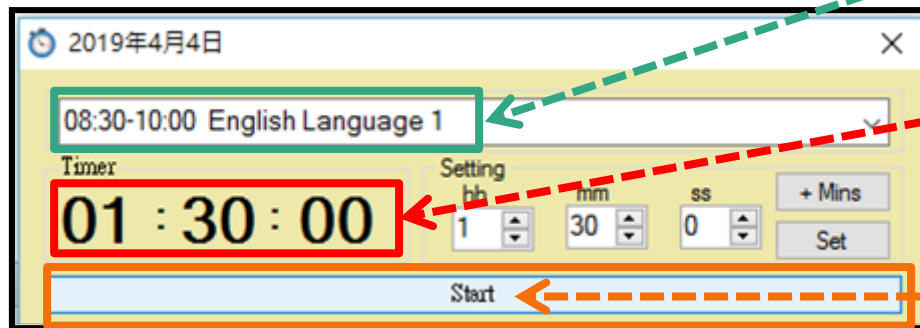 2019年4月4日
08:30-10:00 English Language 1
Timer
01 : 30 : 00
Setting
hh mm ss
1 30 0
+ Mins
Set
Start